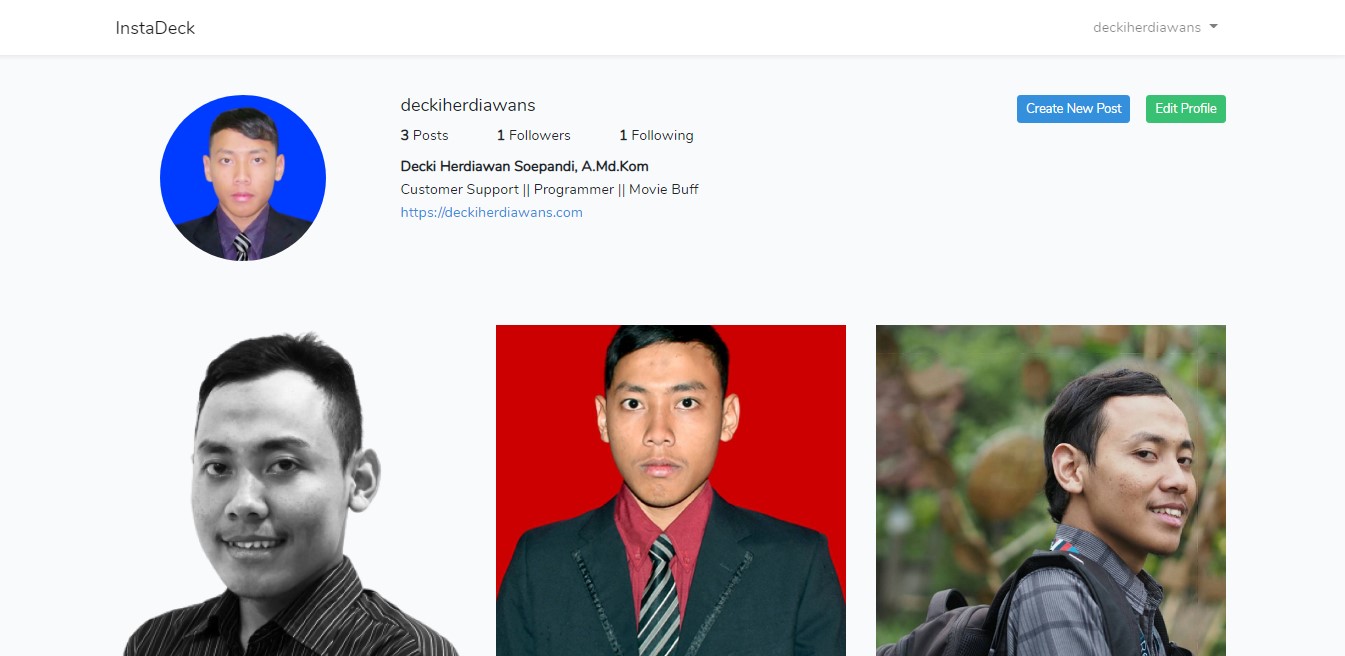 InstaDeck
deckiherdiawans
deckiherdiawans
Create New Post
Edit Profile
3 Posts 1 Followers 1 Following
Decki Herdiawan Soepandi, A.Md.Kom
Customer Support || Programmer || Movie Buff
https://deckiherdiawans.com